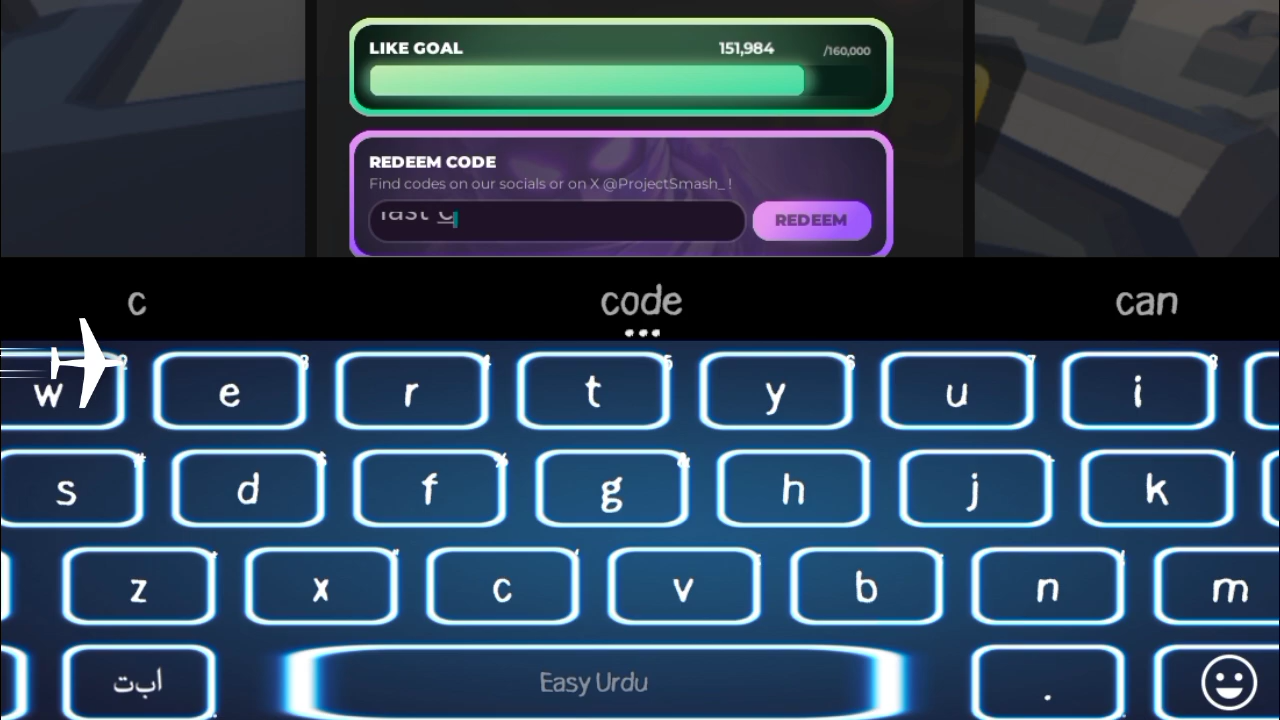 LIKE GOAL 151,984 /160,000
REDEEM CODE
Find codes on our socials or on X @ProjectSmash_ !
last c REDEEM
c code can
w e r t y u i
s d f g h j k
z x c v b n m
ابت Easy Urdu .